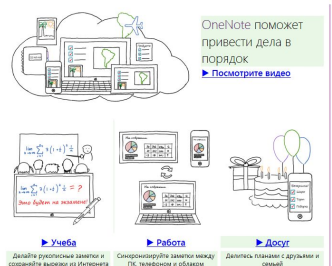 OneNote поможет
привести дела в
порядок
▶ Посмотрите видео
Это будет на экзамене!
▶ Учеба
▶ Работа
▶ Досуг
Делайте рукописные заметки и
сохраняйте вырезки из Интернета
Синхронизируйте заметки между
ПК, телефоном и облаком
Делитесь планами с друзьями и
семьей